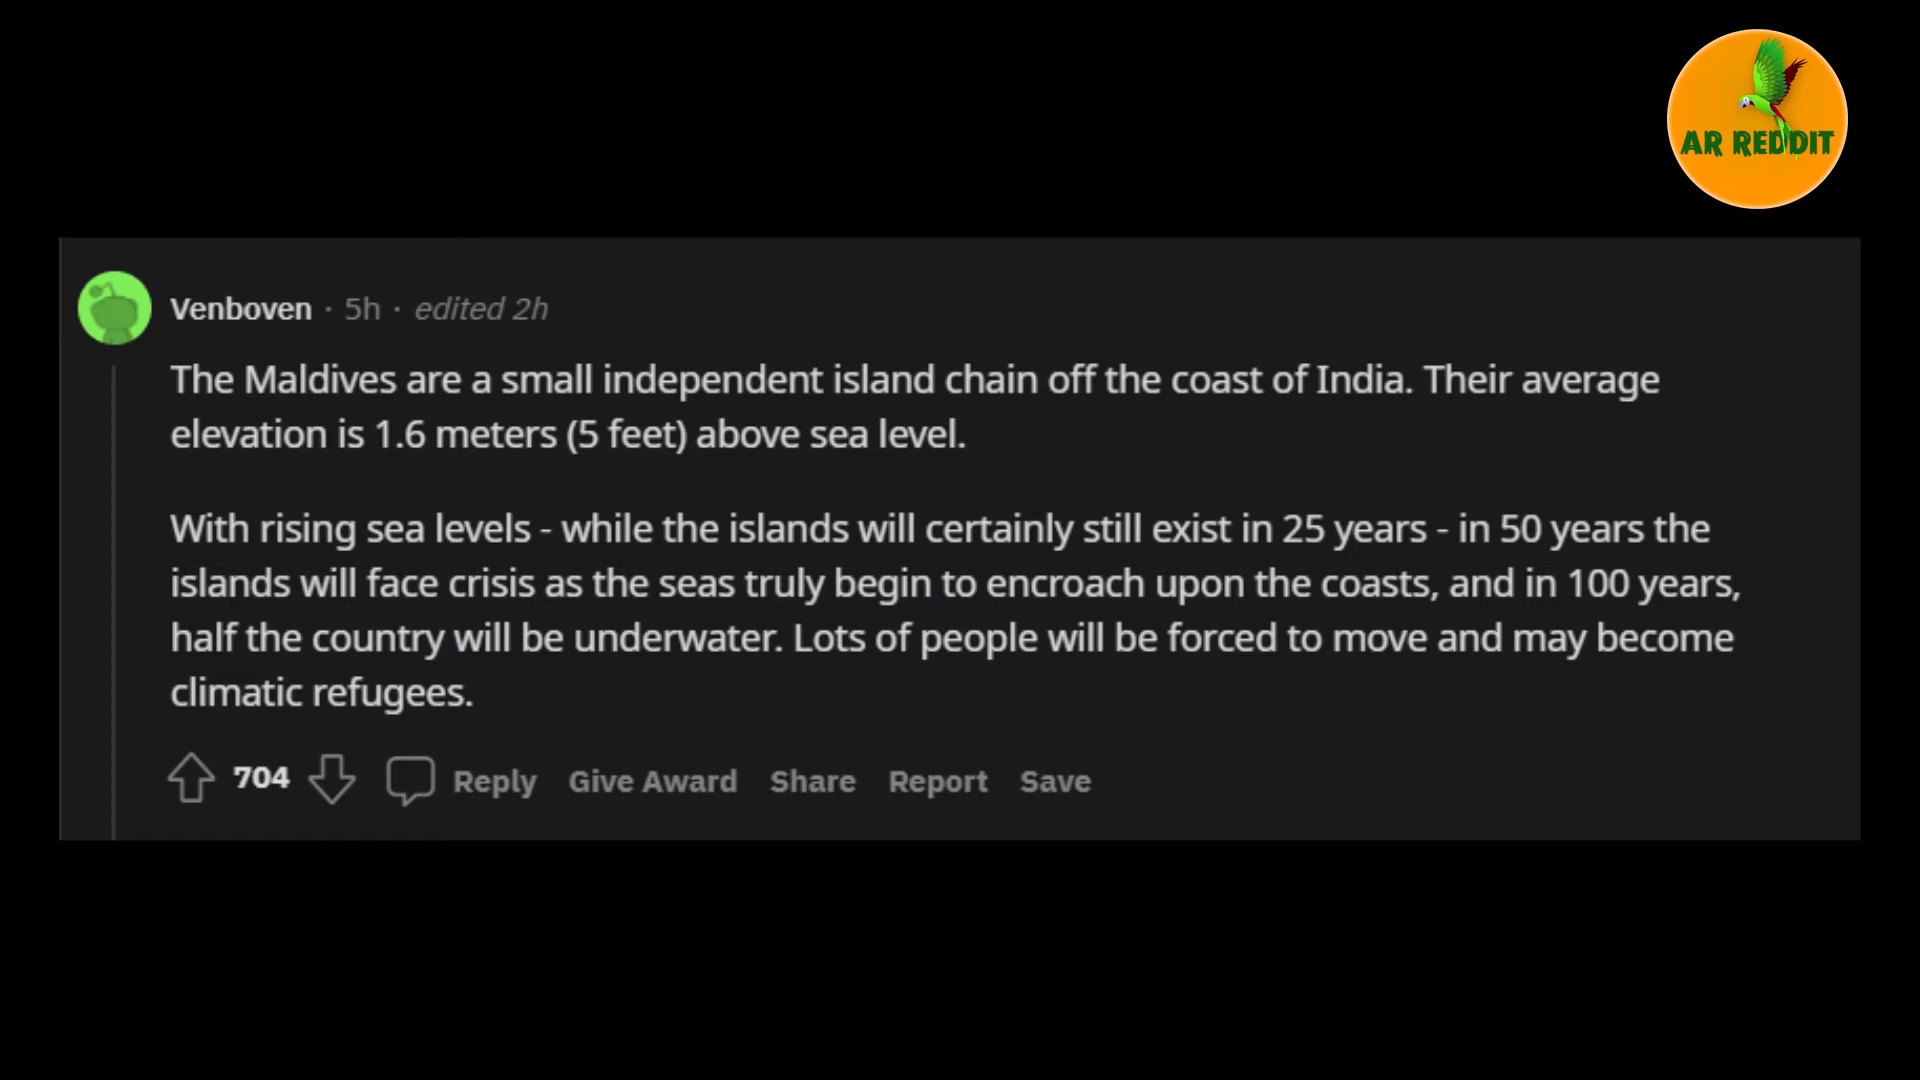 AR REDDIT
Venboven · 5h · edited 2h
The Maldives are a small independent island chain off the coast of India. Their average
elevation is 1.6 meters (5 feet) above sea level.
With rising sea levels - while the islands will certainly still exist in 25 years - in 50 years the
islands will face crisis as the seas truly begin to encroach upon the coasts, and in 100 years,
half the country will be underwater. Lots of people will be forced to move and may become
climatic refugees.
704 Reply Give Award Share Report Save